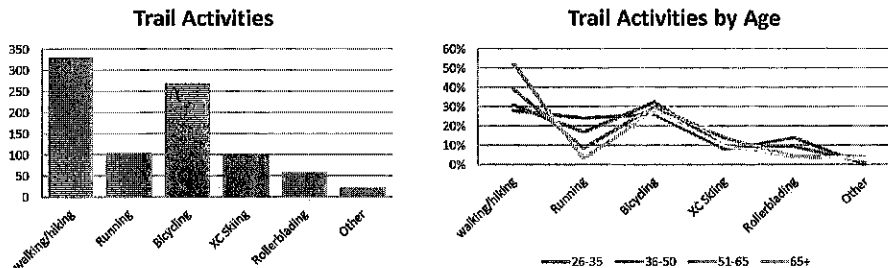 Trail Activities
350
300
250
200
150
100
50
0
walking/hiking
Running
Bicycling
XC Skiing
Rollerblading
Other
Trail Activities by Age
60%
50%
40%
30%
20%
10%
0%
walking/hiking
Running
Bicycling
XC Skiing
Rollerblading
Other
26-35 36-50 51-65 65+